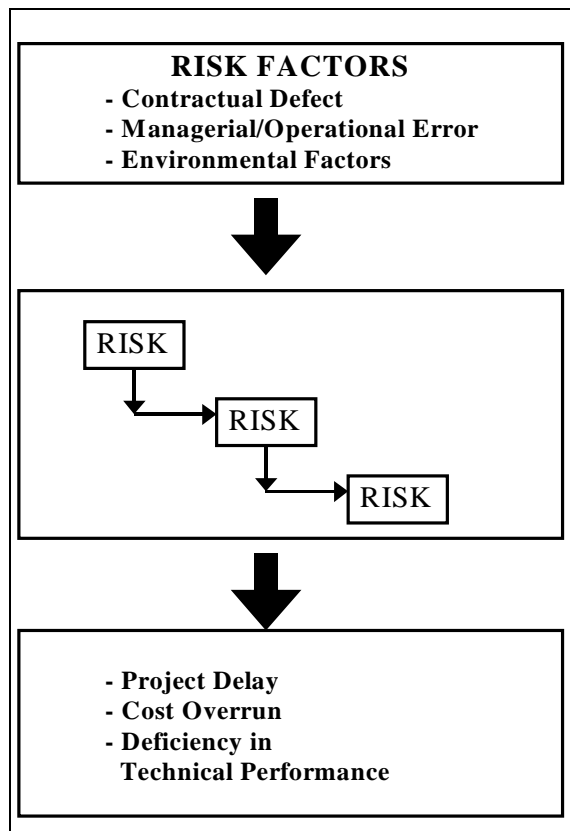 RISK FACTORS
- Contractual Defect
- Managerial/Operational Error
- Environmental Factors
RISK
RISK
RISK
- Project Delay
- Cost Overrun
- Deficiency in
Technical Performance